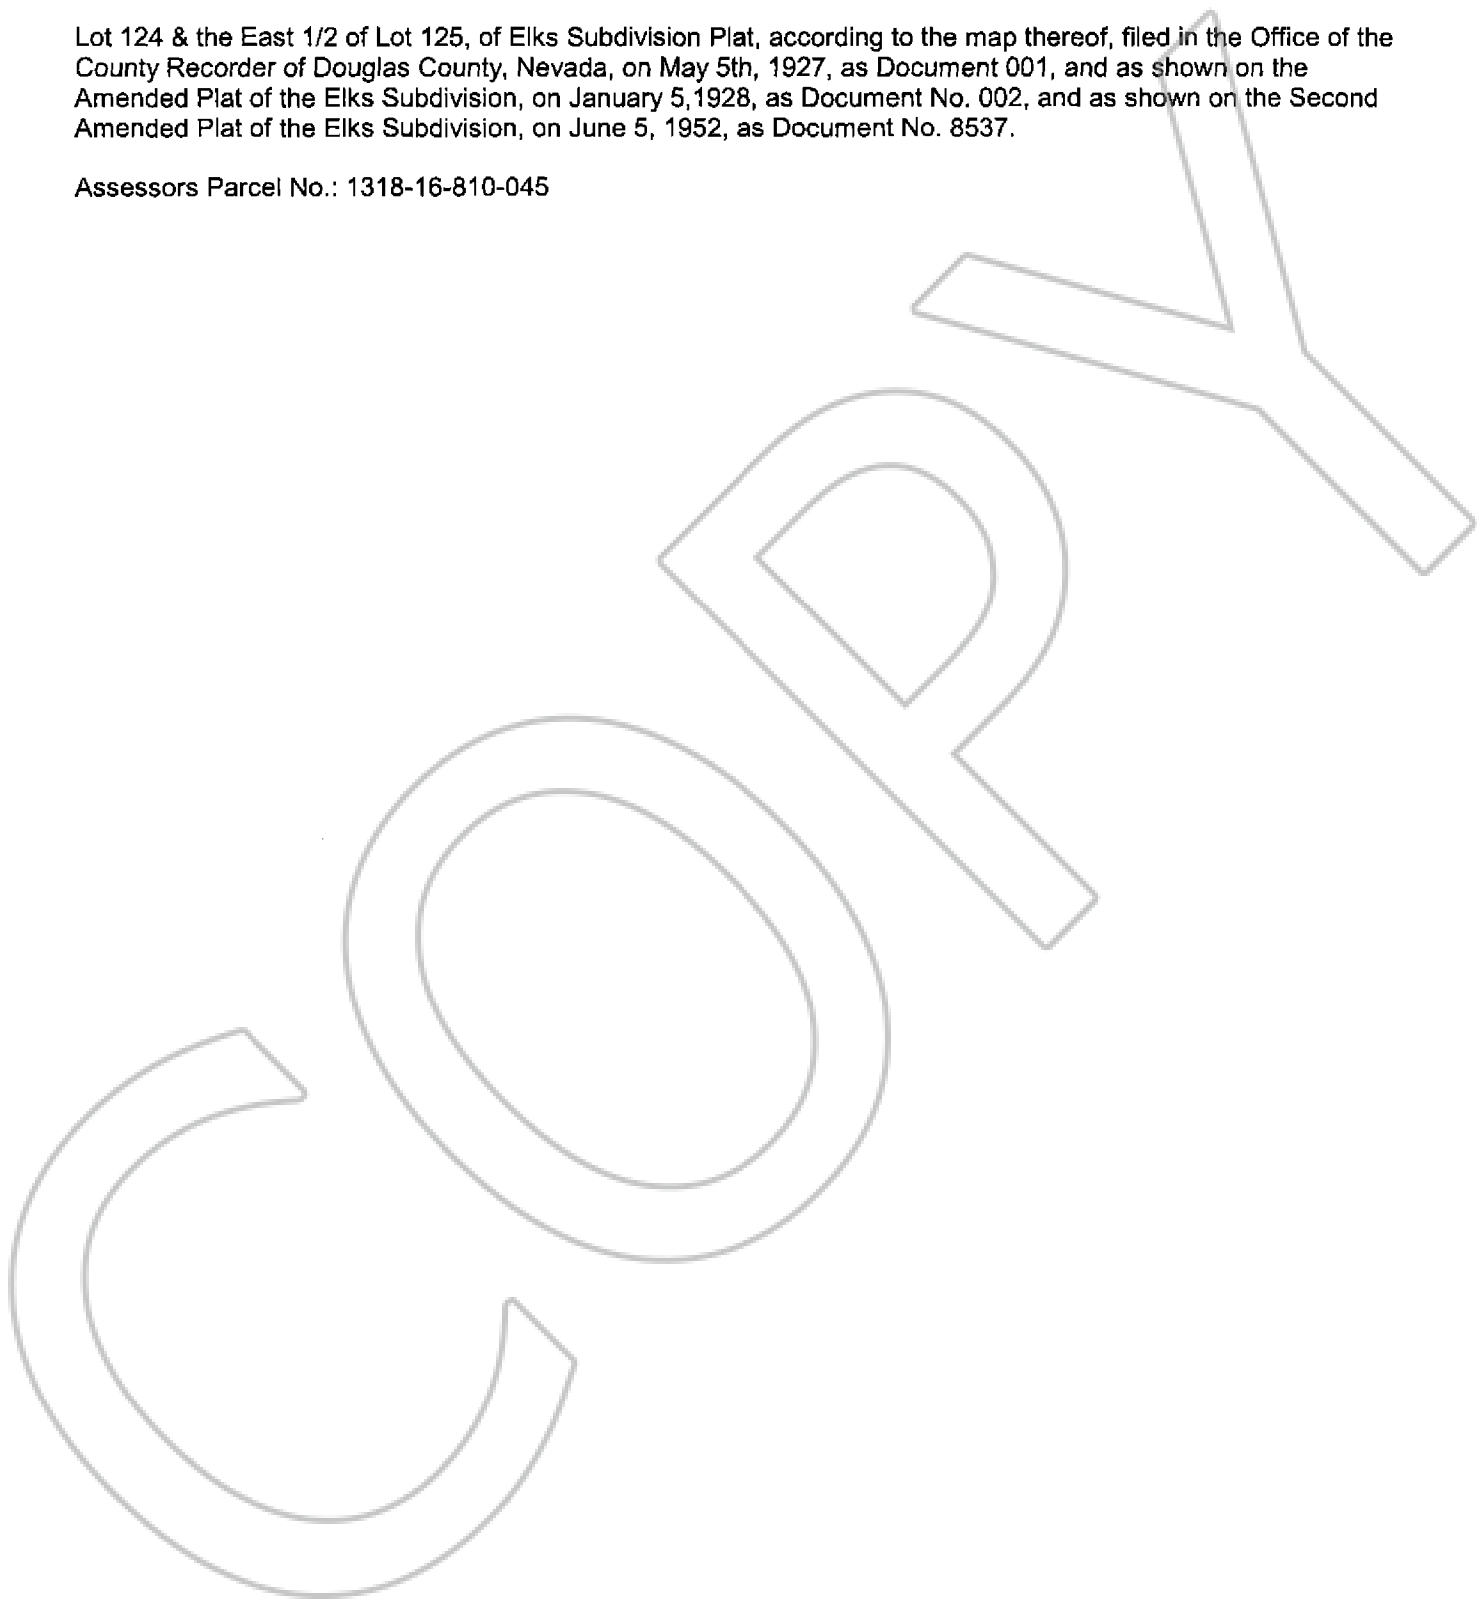 Lot 124 & the East 1/2 of Lot 125, of Elks Subdivision Plat, according to the map thereof, filed in the Office of the
County Recorder of Douglas County, Nevada, on May 5th, 1927, as Document 001, and as shown on the
Amended Plat of the Elks Subdivision, on January 5,1928, as Document No. 002, and as shown on the Second
Amended Plat of the Elks Subdivision, on June 5, 1952, as Document No. 8537.
Assessors Parcel No.: 1318-16-810-045
COPY